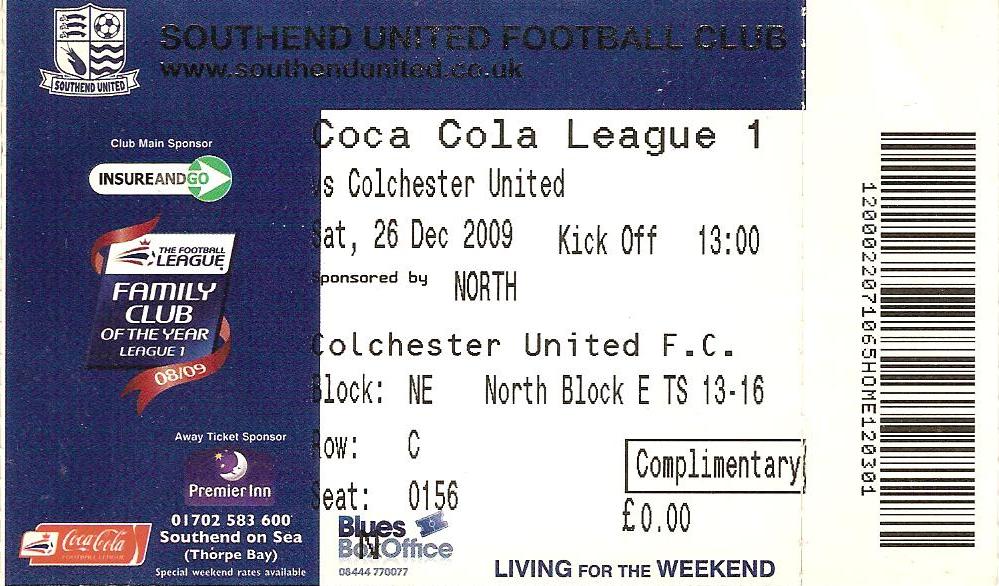 SOUTHEND UNITED FOOTBALL CLUB
www.southendunited.co.uk
SOUTHEND UNITED
Club Main Sponsor
INSUREANDGO
THE FOOTBALL LEAGUE
FAMILY
CLUB
OF THE YEAR
LEAGUE 1
08/09
Away Ticket Sponsor
Premier Inn
01702 583 600
Southend on Sea
(Thorpe Bay)
Special weekend rates available
Coca-Cola
FOOTBALL LEAGUE
Coca Cola League 1
Vs Colchester United
Sat, 26 Dec 2009 Kick Off 13:00
Sponsored by NORTH
Colchester United F.C.
Block: NE North Block E TS 13-16
Row: C
Complimentary
Seat: 0156
£0.00
Blues
Box Office
N
08444 770077
LIVING FOR THE WEEKEND
12000022071065HOME120301